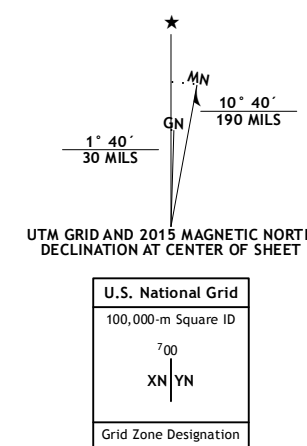 ★
MN
10° 40´
190 MILS
GN
1° 40´
30 MILS
UTM GRID AND 2015 MAGNETIC NORTH
DECLINATION AT CENTER OF SHEET
U.S. National Grid
100,000-m Square ID
⁷00
XN YN
Grid Zone Designation